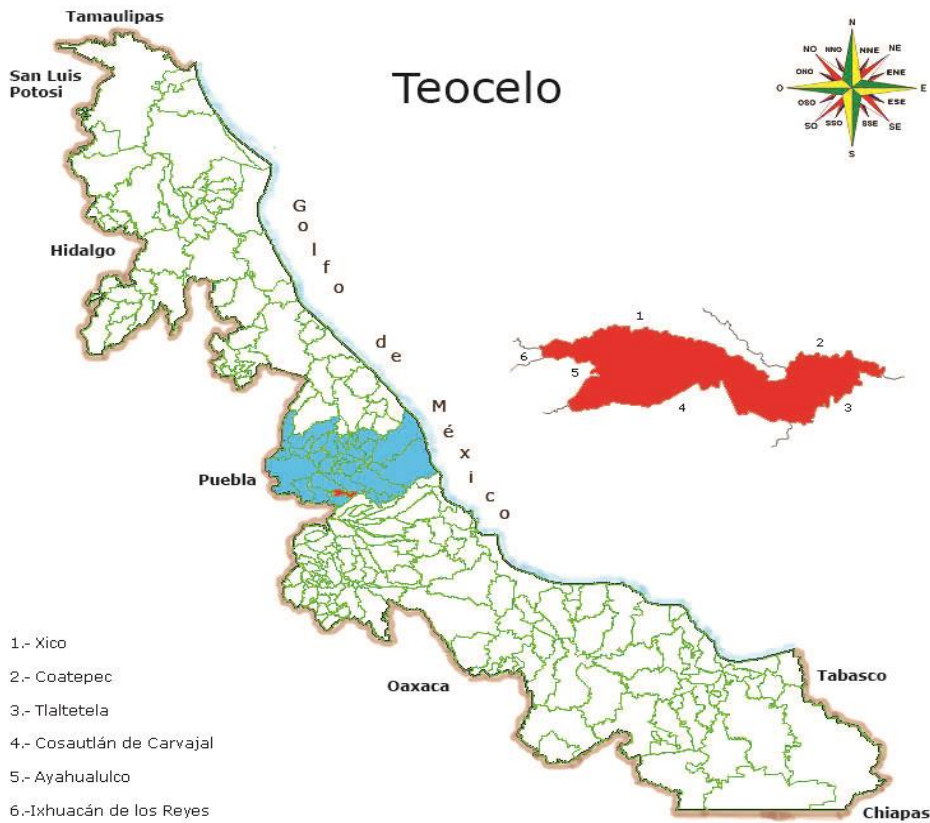 Tamaulipas
San Luis
Potosi
Teocelo
N
NNO
NNE
NO
NE
ONO
ENE
O
E
OSO
ESE
SO
SSO
SSE
SE
S
Golfo de México
Hidalgo
1
2
6
5
4
3
Puebla
1.- Xico
2.- Coatepec
3.- Tlaltetela
4.- Cosautlán de Carvajal
5.- Ayahualulco
6.-Ixhuacán de los Reyes
Oaxaca
Tabasco
Chiapas